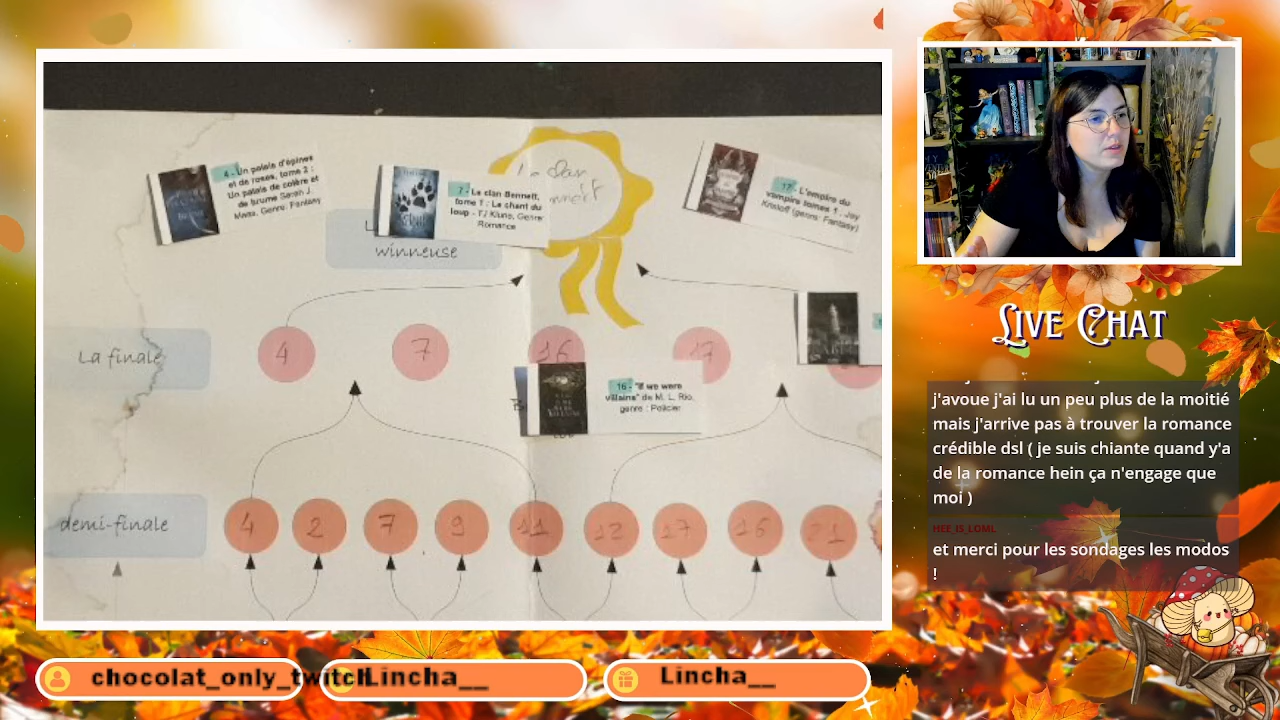 4 - Un palais d'épines
et de roses, tome 2 :
Un palais de colère et
de brume Sarah J.
Maas, Genre: Fantasy
7 - Le clan Bennett,
tome 1 : Le chant du
loup - TJ Klune, Genre:
Romance
Le clan
17 - L'empire du
vampire tomes 1 . Jay
Kristoff (genre: Fantasy)
winneuse
La finale
4
7
16
17
16 - "If we were
villains" de M. L. Rio,
genre : Policier
demi-finale
4
2
7
9
11
12
17
16
21
LIVE CHAT
j'avoue j'ai lu un peu plus de la moitié
mais j'arrive pas à trouver la romance
crédible dsl ( je suis chiante quand y'a
de la romance hein ça n'engage que
moi )
HEE_IS_LOML
et merci pour les sondages les modos
!
chocolat_only_twitch
Lincha__
Lincha__